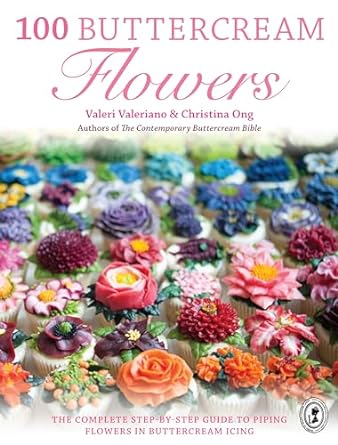 100 BUTTERCREAM
Flowers
Valeri Valeriano & Christina Ong
Authors of The Contemporary Buttercream Bible
THE COMPLETE STEP-BY-STEP GUIDE TO PIPING
FLOWERS IN BUTTERCREAM ICING